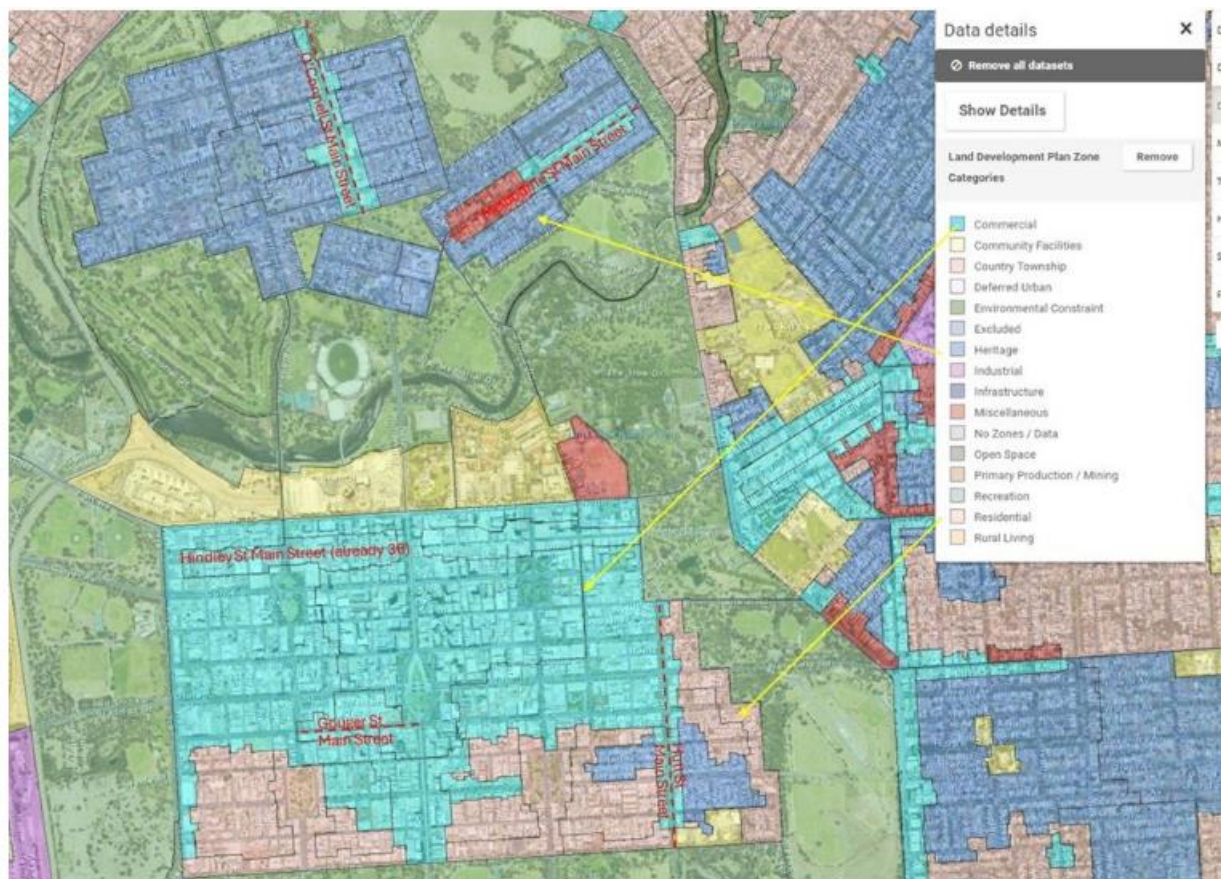 O'Connell St Main Street
Melbourne St Main Street
Hindley St Main Street (already 30)
Gouger St
Main Street
Hutt St
Main Street
Data details
X
Remove all datasets
Show Details
Land Development Plan Zone
Categories
Remove
Commercial
Community Facilities
Country Township
Deferred Urban
Environmental Constraint
Excluded
Heritage
Industrial
Infrastructure
Miscellaneous
No Zones / Data
Open Space
Primary Production / Mining
Recreation
Residential
Rural Living